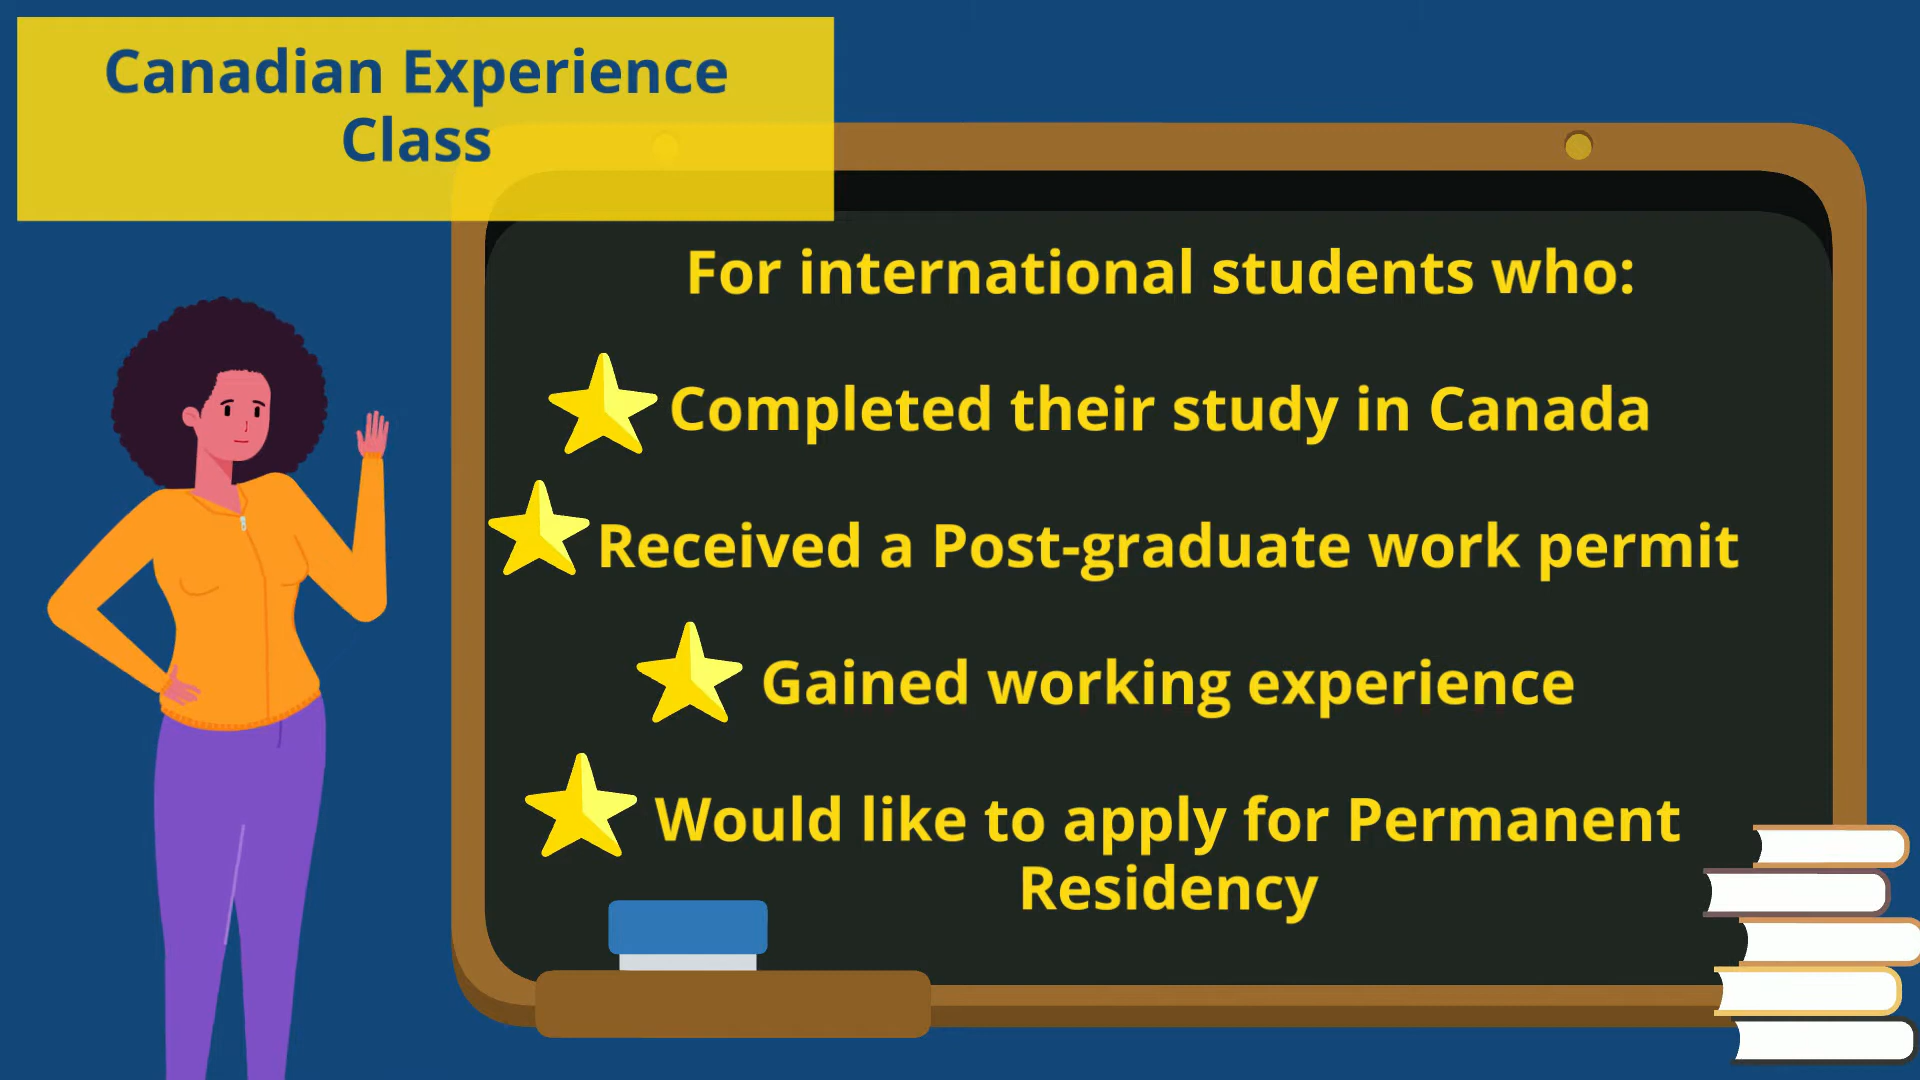 Canadian Experience
Class
For international students who:
Completed their study in Canada
Received a Post-graduate work permit
Gained working experience
Would like to apply for Permanent
Residency